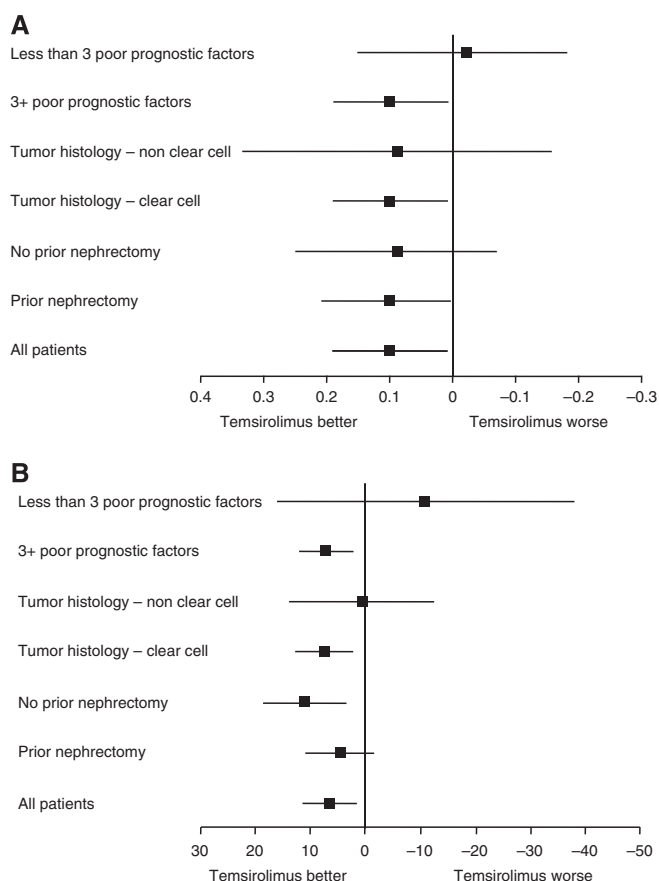 A
Less than 3 poor prognostic factors
3+ poor prognostic factors
Tumor histology – non clear cell
Tumor histology – clear cell
No prior nephrectomy
Prior nephrectomy
All patients
0.4 0.3 0.2 0.1 0 –0.1 –0.2 –0.3
Temsirolimus better Temsirolimus worse
B
Less than 3 poor prognostic factors
3+ poor prognostic factors
Tumor histology – non clear cell
Tumor histology – clear cell
No prior nephrectomy
Prior nephrectomy
All patients
30 20 10 0 –10 –20 –30 –40 –50
Temsirolimus better Temsirolimus worse